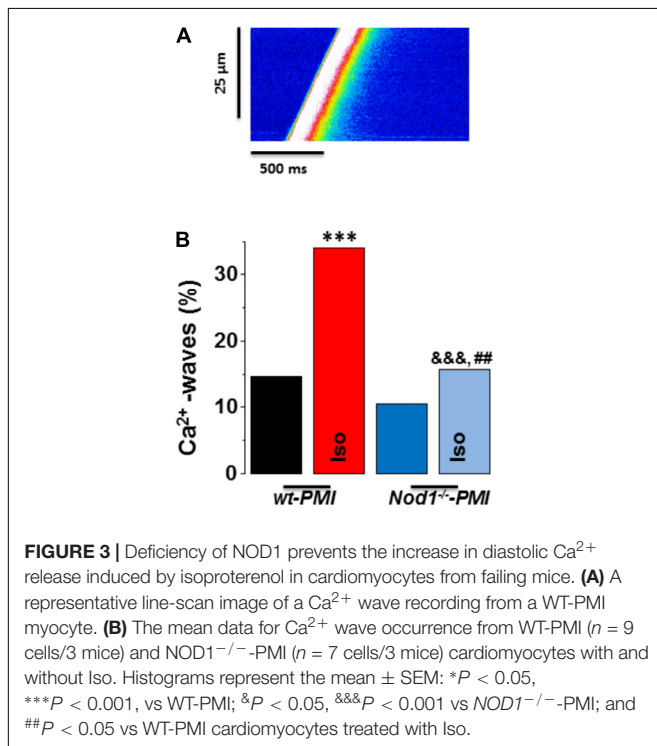 A
25 µm
500 ms
B
Ca²⁺ -waves (%)
30
20
10
0
***
&&&, ##
Iso
Iso
wt-PMI
Nod1⁻/⁻-PMI
FIGURE 3 | Deficiency of NOD1 prevents the increase in diastolic Ca²⁺
release induced by isoproterenol in cardiomyocytes from failing mice. (A) A
representative line-scan image of a Ca²⁺ wave recording from a WT-PMI
myocyte. (B) The mean data for Ca²⁺ wave occurrence from WT-PMI (n = 9
cells/3 mice) and NOD1⁻/⁻-PMI (n = 7 cells/3 mice) cardiomyocytes with and
without Iso. Histograms represent the mean ± SEM: *P < 0.05,
***P < 0.001, vs WT-PMI; &P < 0.05, &&&P < 0.001 vs NOD1⁻/⁻-PMI; and
##P < 0.05 vs WT-PMI cardiomyocytes treated with Iso.